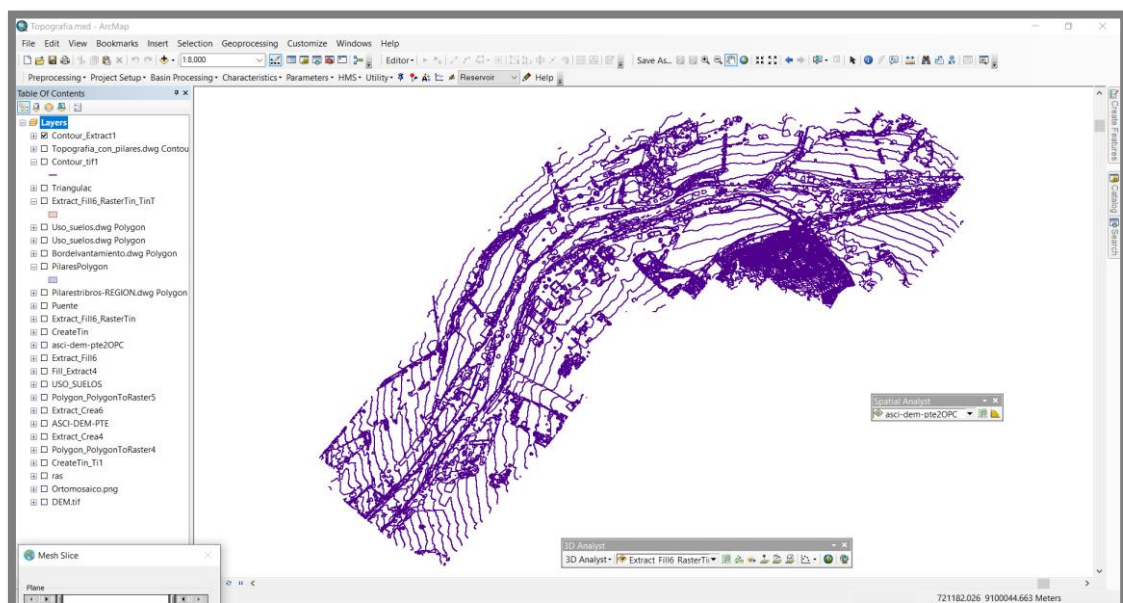 Topografia.mxd - ArcMap
File Edit View Bookmarks Insert Selection Geoprocessing Customize Windows Help
1:8,000 Editor Save As...
Preprocessing Project Setup Basin Processing Characteristics Parameters HMS Utility Reservoir Help
Table Of Contents
Layers
Contour_Extract1
Topografia_con_pilares.dwg Contou
Contour_tif1
Triangulac
Extract_Fill6_RasterTin_TinT
Uso_suelos.dwg Polygon
Uso_suelos.dwg Polygon
Bordelvantamiento.dwg Polygon
PilaresPolygon
Pilarestribros-REGION.dwg Polygon
Puente
Extract_Fill6_RasterTin
CreateTin
asci-dem-pte2OPC
Extract_Fill6
Fill_Extract4
USO_SUELOS
Polygon_PolygonToRaster5
Extract_Crea6
ASCI-DEM-PTE
Extract_Crea4
Polygon_PolygonToRaster4
CreateTin_Ti1
ras
Ortomosaico.png
DEM.tif
Create Features
Catalog
Search
Spatial Analyst
asci-dem-pte2OPC
3D Analyst
3D Analyst Extract_Fill6_RasterTi
Mesh Slice
Plane
721182.026 9100044.663 Meters